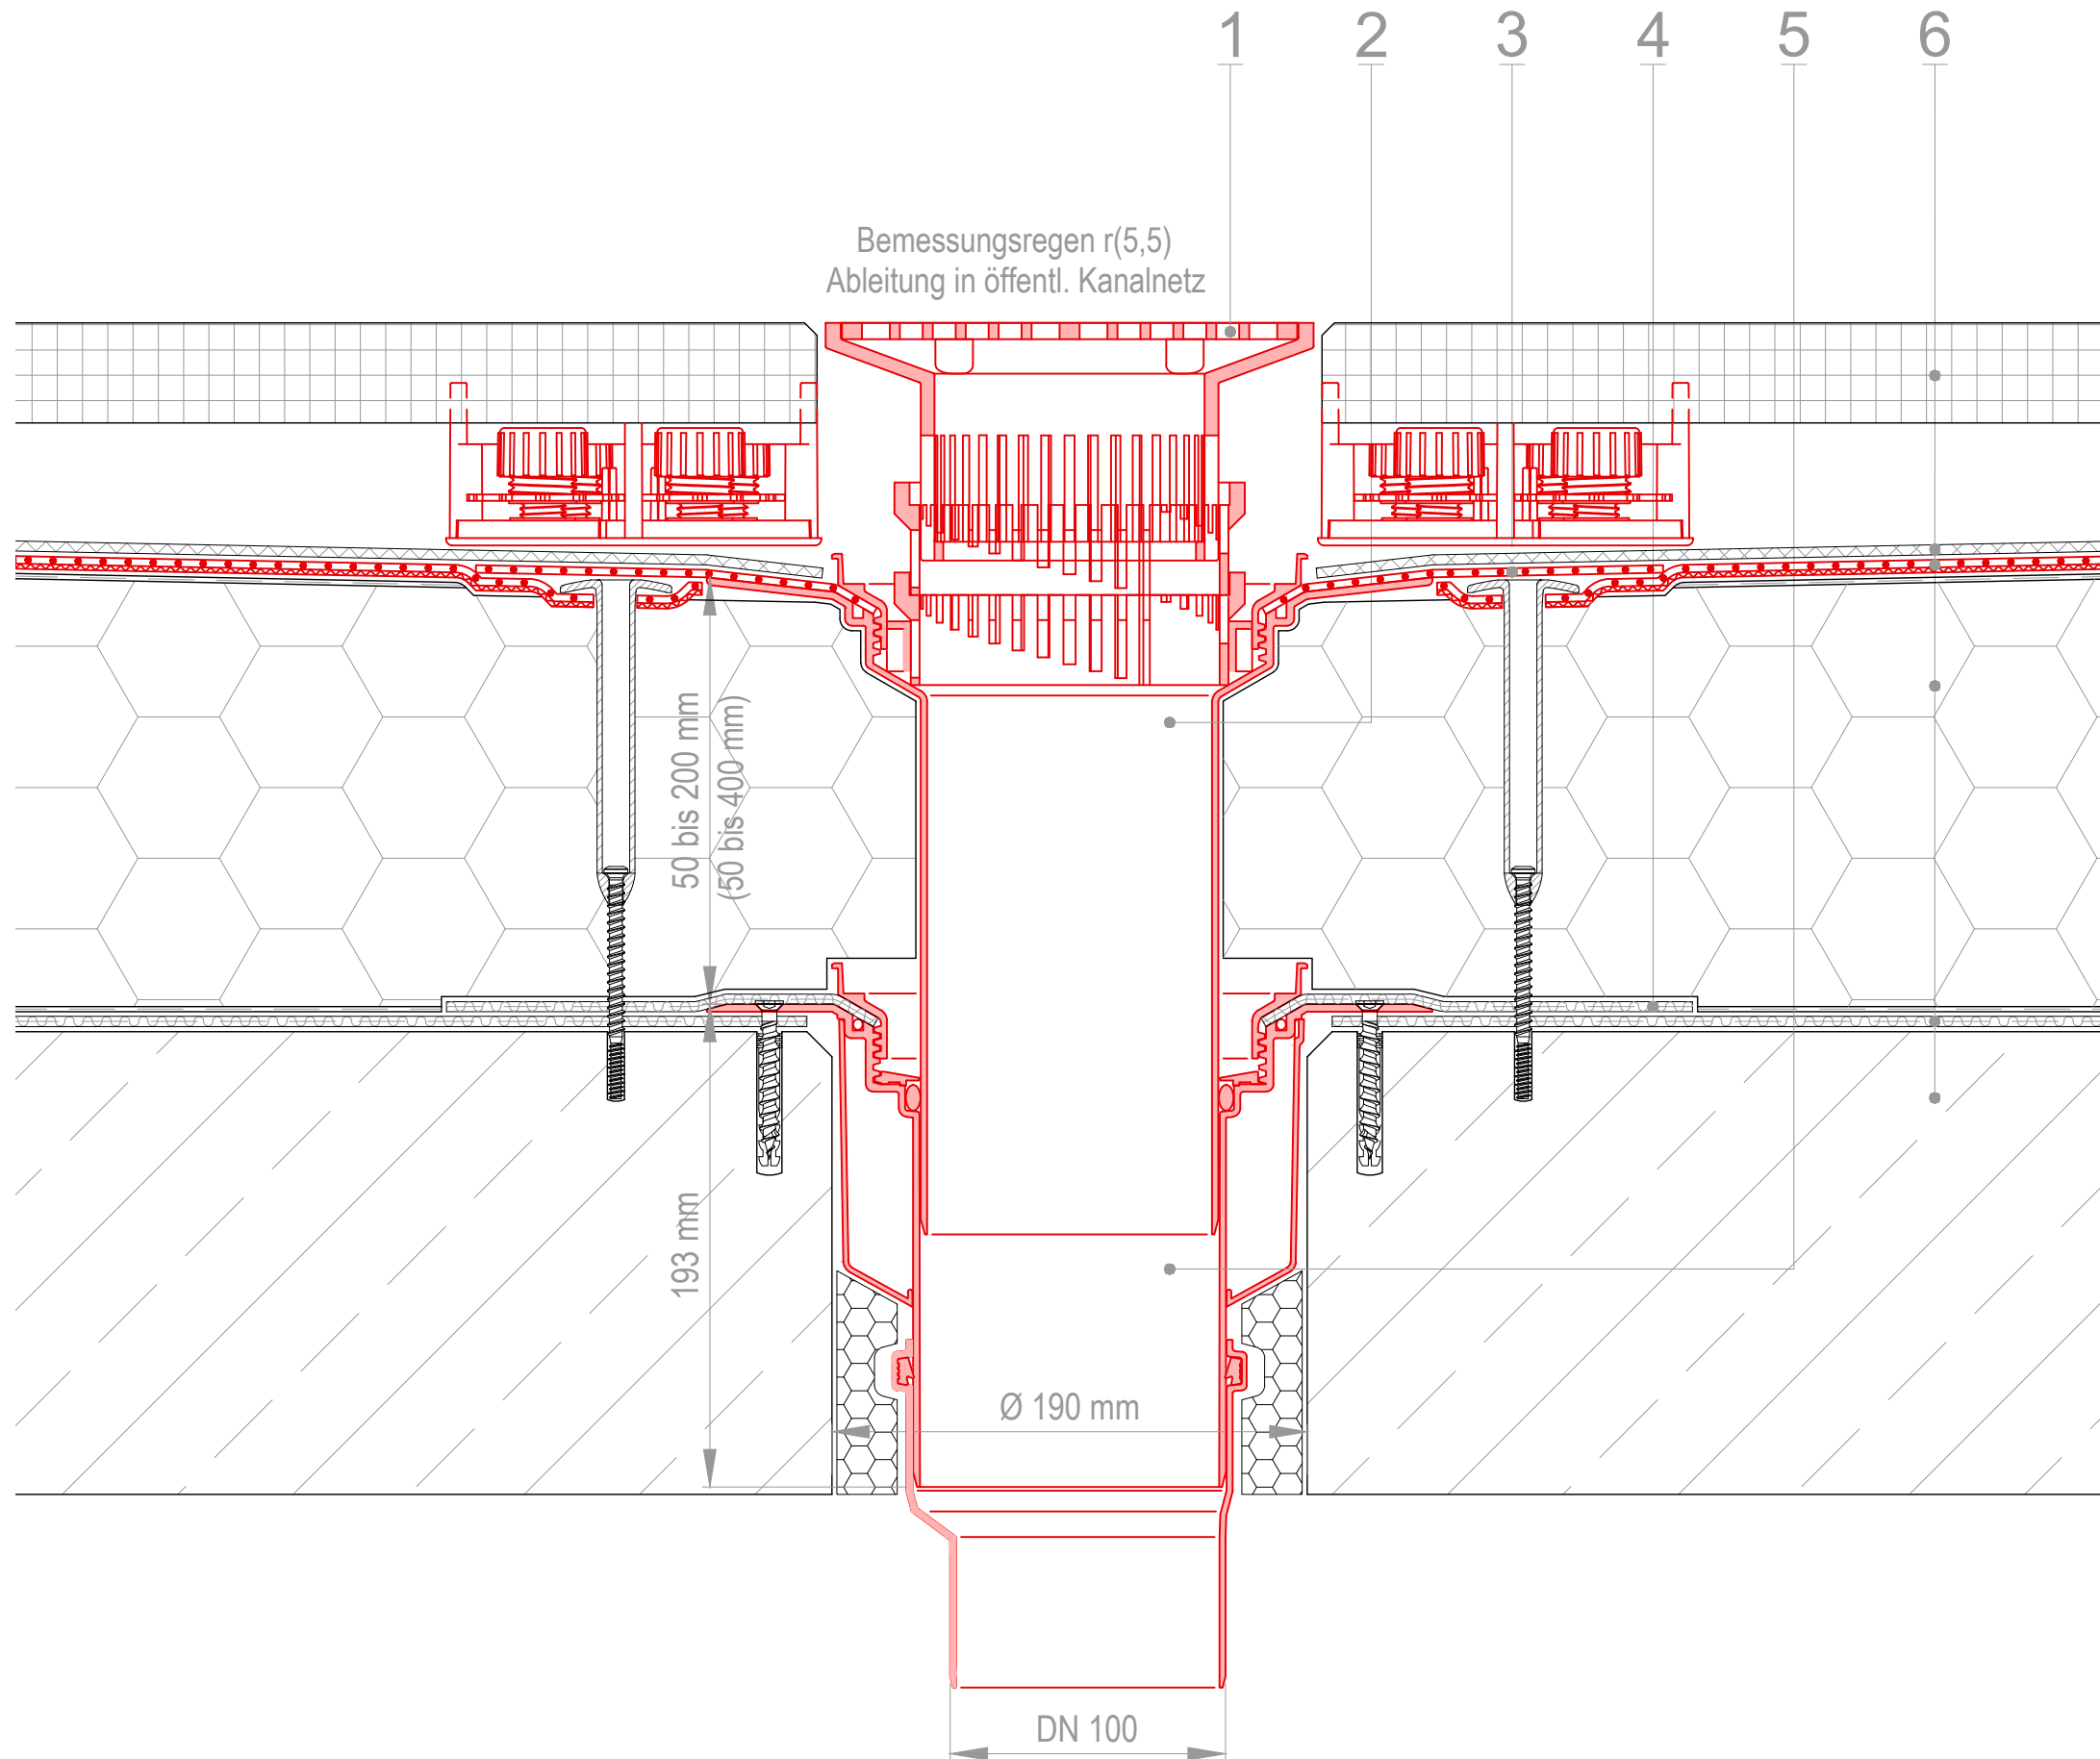 1 2 3 4 5 6
Bemessungsregen r(5,5)
Ableitung in öffentl. Kanalnetz
50 bis 200 mm
(50 bis 400 mm)
193 mm
Ø 190 mm
DN 100